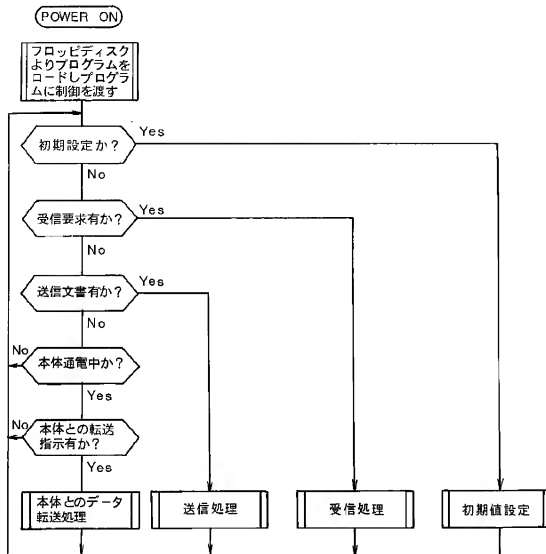 POWER ON
フロッピディスク
よりプログラムを
ロードしプログラ
ムに制御を渡す
初期設定か?
Yes
No
受信要求有か?
Yes
No
送信文書有か?
Yes
No
本体通電中か?
No
Yes
本体との転送
指示有か?
No
Yes
本体とのデータ
転送処理
送信処理
受信処理
初期値設定